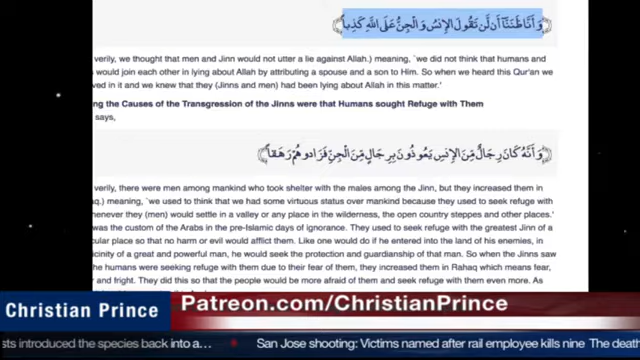 ﴿وَأَنَّا ظَنَنَّآ أَن لَّن تَقُولَ الإِنسُ وَالْجِنُّ عَلَى اللَّهِ كَذِباً﴾
verily, we thought that men and Jinn would not utter a lie against Allah.) meaning, `we did not think that humans and
would join each other in lying about Allah by attributing a spouse and a son to Him. So when we heard this Qur'an we
ved in it and we knew that they (Jinns and men) had been lying about Allah in this matter.'
ng the Causes of the Transgression of the Jinns were that Humans sought Refuge with Them
says,
﴿وَأَنَّهُ كَانَ رِجَالٌ مِّنَ الإِنسِ يَعُوذُونَ بِرِجَالٍ مِّنَ الْجِنِّ فَزَادُوهُمْ رَهَقاً﴾
verily, there were men among mankind who took shelter with the males among the Jinn, but they increased them in
aq.) meaning, `we used to think that we had some virtuous status over mankind because they used to seek refuge with
henever they (men) would settle in a valley or any place in the wilderness, the open country steppes and other places.'
was the custom of the Arabs in the pre-Islamic days of ignorance. They used to seek refuge with the greatest Jinn of a
cular place so that no harm or evil would afflict them. Like one would do if he entered into the land of his enemies, in
icinity of a great and powerful man, he would seek the protection and guardianship of that man. So when the Jinns saw
the humans were seeking refuge with them due to their fear of them, they increased them in Rahaq which means fear,
r and fright. They did this so that the people would be more afraid of them and seek refuge with them even more. As
Christian Prince
Patreon.com/ChristianPrince
sts introduced the species back into a... San Jose shooting: Victims named after rail employee kills nine The death